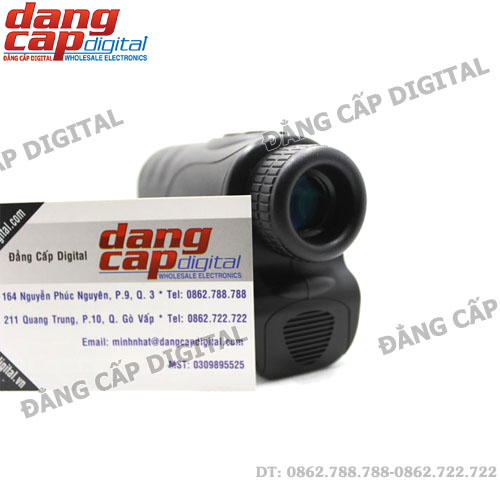 dang
cap digital
ĐẲNG CẤP DIGITAL WHOLESALE ELECTRONICS
ĐẲNG CẤP DIGITAL
ĐẲNG CẤP DIGITAL
dang
cap digital
WHOLESALE ELECTRONICS
Đẳng Cấp Digital
164 Nguyễn Phúc Nguyên, P.9, Q. 3 * Tel: 0862.788.788
211 Quang Trung, P.10, Q. Gò Vấp * Tel: 0862.722.722
Email: minhnhat@dangcapdigital.com
MST: 0309895525
ĐẲNG CẤP DIGITAL
ĐẲNG CẤP DIGITAL
ĐT: 0862.788.788-0862.722.722